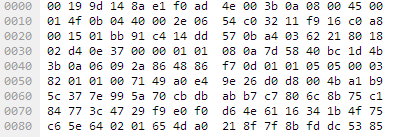 0000 00 19 9d 14 8a e1 f0 ad 4e 00 3b 0a 08 00 45 00
0010 01 4f 0b 04 40 00 2e 06 54 c0 32 11 f9 16 c0 a8
0020 00 15 01 bb 91 c4 14 dd 57 0b a4 03 62 21 80 18
0030 02 d4 0e 37 00 00 01 01 08 0a 7d 58 40 bc 1d 4b
0040 3b 0a 06 09 2a 86 48 86 f7 0d 01 01 05 05 00 03
0050 82 01 01 00 71 49 a0 e4 9e 26 d0 d8 00 4b a1 b9
0060 5c 37 7e 99 5a 70 cb db ab b7 c7 80 6c 8b 75 c1
0070 84 77 3c 47 29 f9 e0 f0 d6 4e 61 16 34 1b 4f 75
0080 c6 5e 64 02 01 65 4d a0 21 8f 7f 8b fd dc 53 85